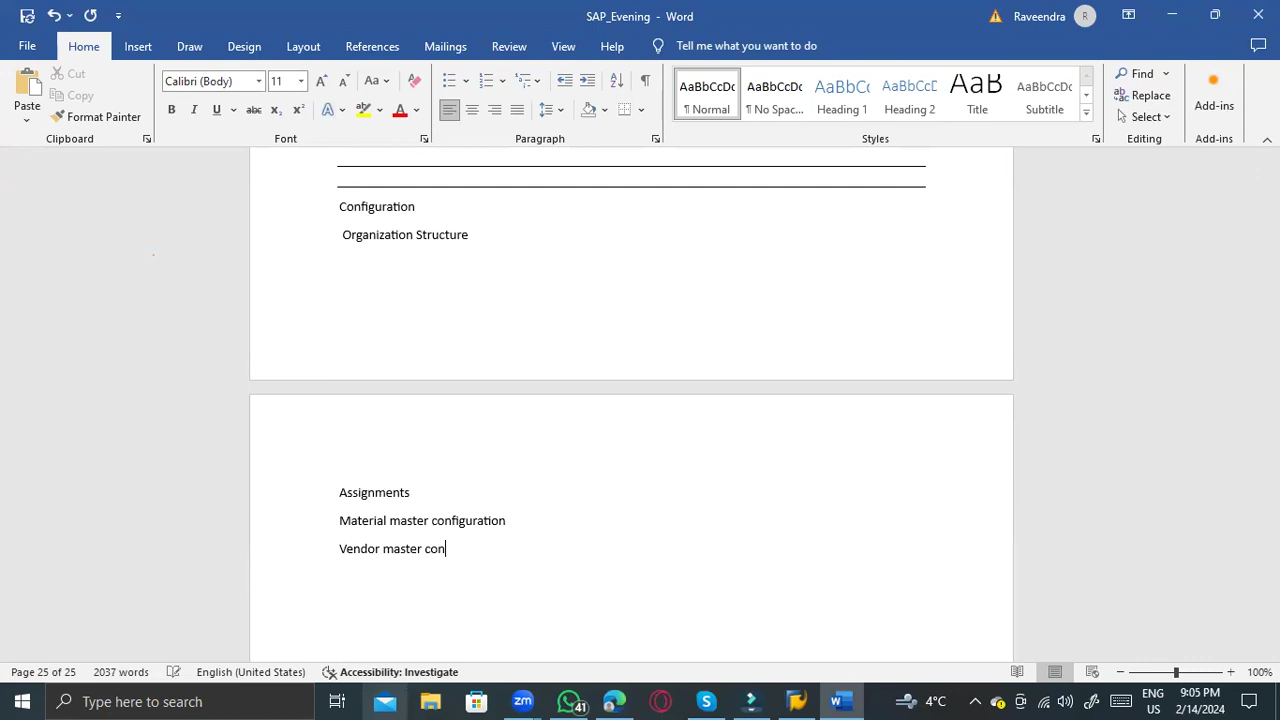 SAP_Evening - Word
Raveendra R
File Home Insert Draw Design Layout References Mailings Review View Help Tell me what you want to do
Paste
Cut
Copy
Format Painter
Clipboard
Calibri (Body) 11
Font
Paragraph
AaBbCcDc AaBbCcDc AaBbCc AaBbCcD AaB AaBbCcDc
¶ Normal ¶ No Spac... Heading 1 Heading 2 Title Subtitle
Styles
Find
Replace
Select
Editing
Add-ins
Add-ins
Configuration
Organization Structure
Assignments
Material master configuration
Vendor master con
Page 25 of 25 2037 words English (United States) Accessibility: Investigate 100%
Type here to search
zm
41
4°C
ENG
US
9:05 PM
2/14/2024